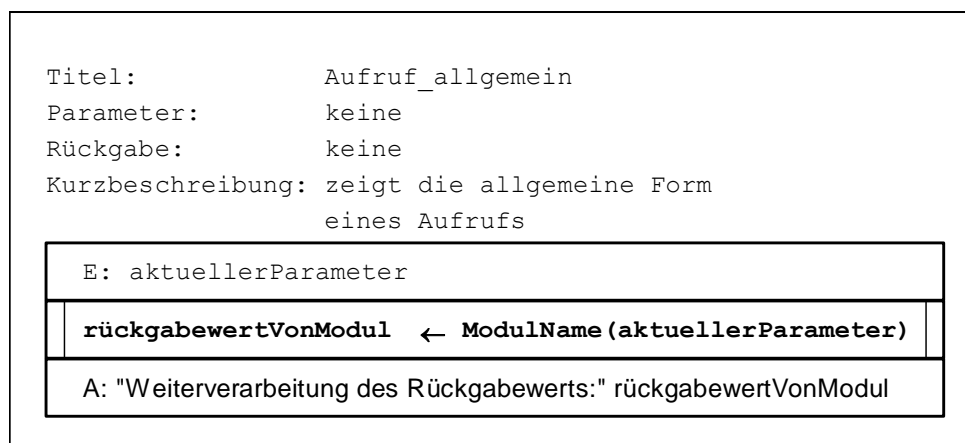 Titel: Aufruf_allgemein
Parameter: keine
Rückgabe: keine
Kurzbeschreibung: zeigt die allgemeine Form
eines Aufrufs
E: aktuellerParameter
rückgabewertVonModul ← ModulName(aktuellerParameter)
A: "Weiterverarbeitung des Rückgabewerts:" rückgabewertVonModul